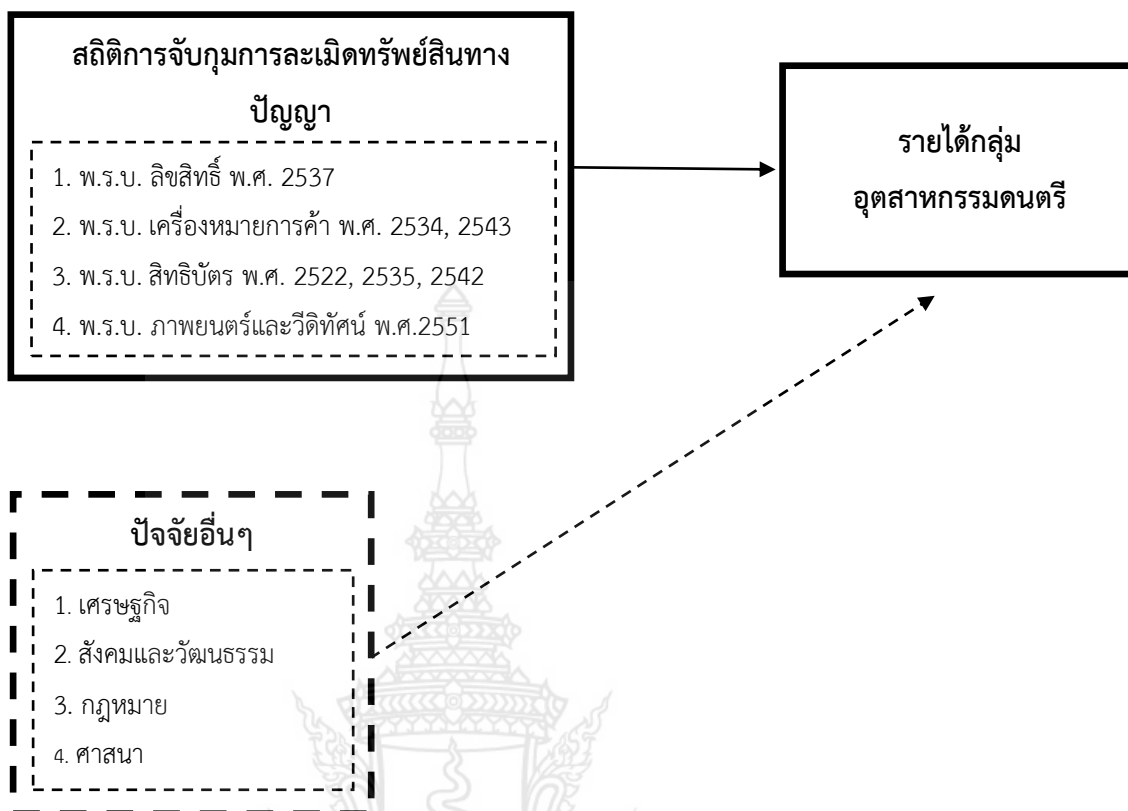 สถิติการจับกุมการละเมิดทรัพย์สินทาง
ปัญญา
1. พ.ร.บ. ลิขสิทธิ์ พ.ศ. 2537
2. พ.ร.บ. เครื่องหมายการค้า พ.ศ. 2534, 2543
3. พ.ร.บ. สิทธิบัตร พ.ศ. 2522, 2535, 2542
4. พ.ร.บ. ภาพยนตร์และวีดิทัศน์ พ.ศ.2551
รายได้กลุ่ม
อุตสาหกรรมดนตรี
ปัจจัยอื่นๆ
1. เศรษฐกิจ
2. สังคมและวัฒนธรรม
3. กฎหมาย
4. ศาสนา